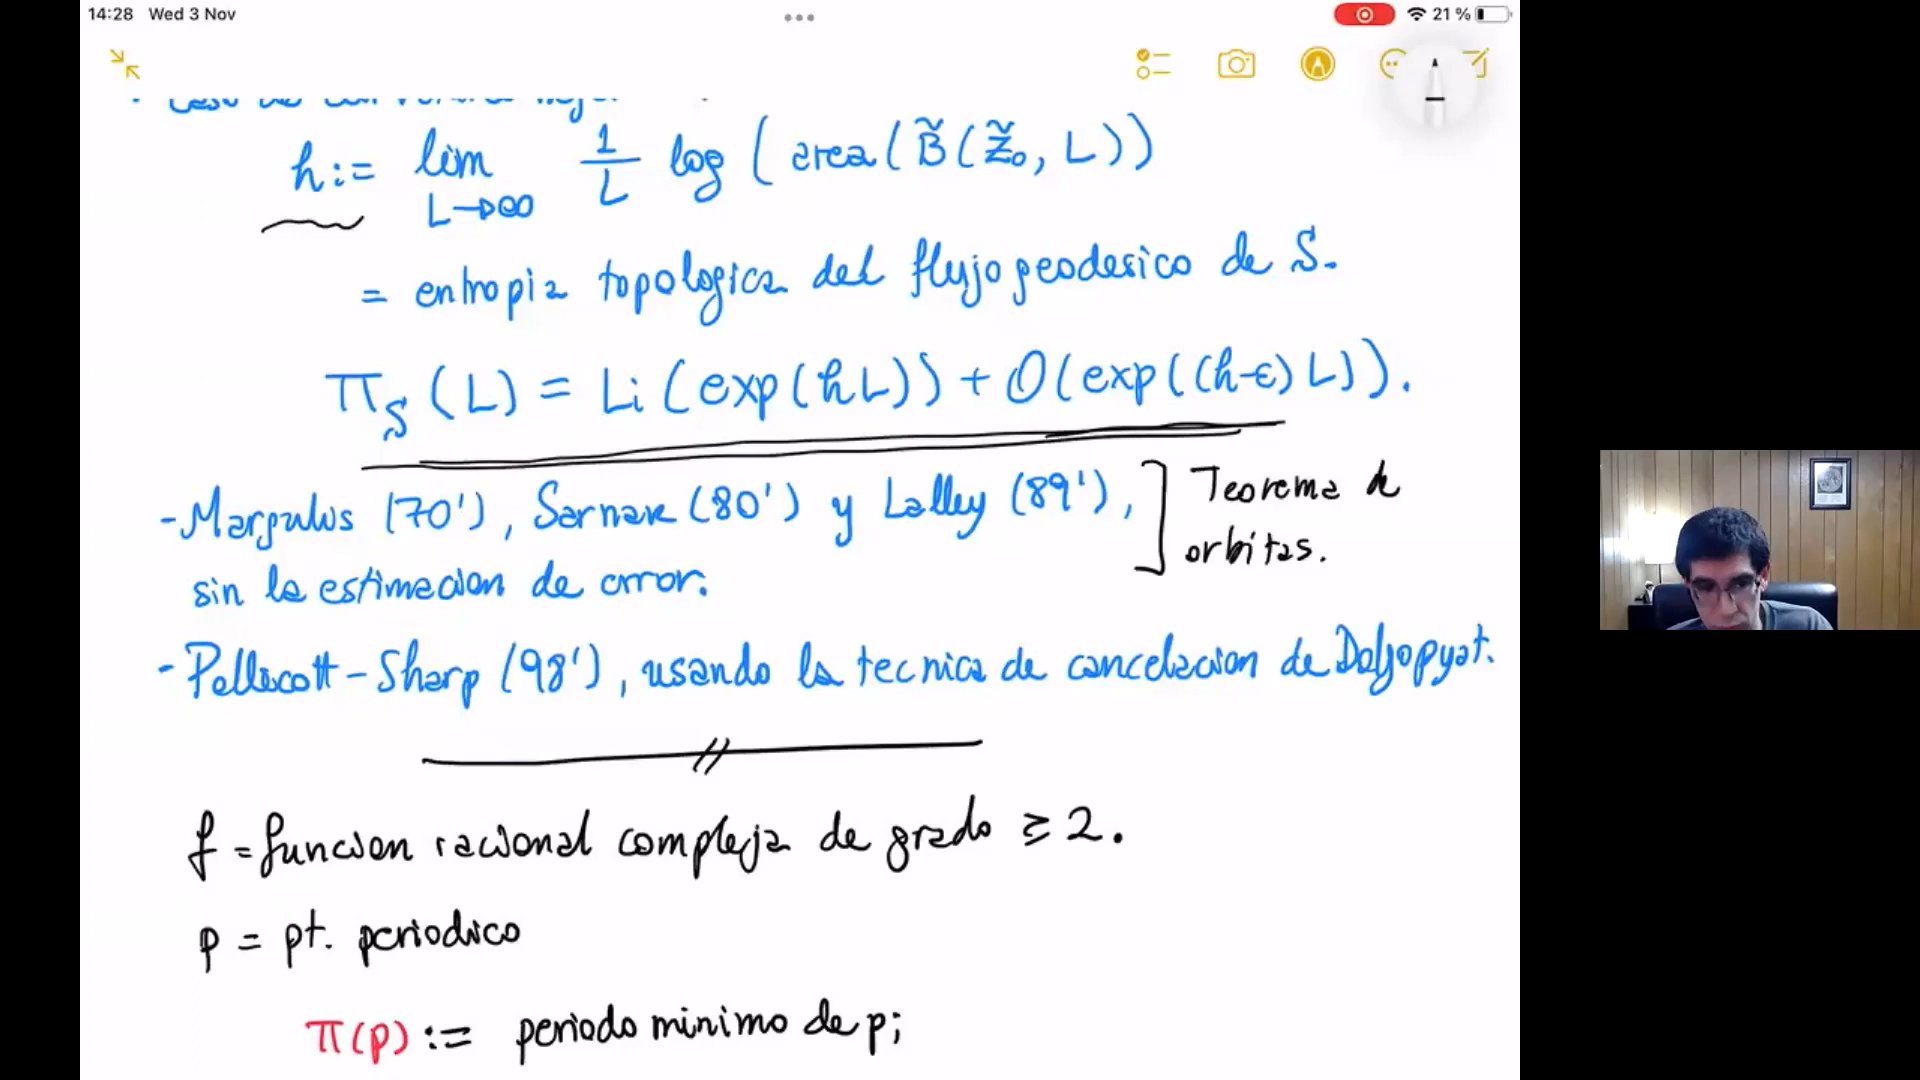 14:28 Wed 3 Nov
21 %
h := lim L→∞ 1/L log ( area ( B̃ ( z̃₀, L ) )
= entropia topologica del flujo geodesico de S.
π_S (L) = Li ( exp (hL) ) + O ( exp ( (h-ε) L ) ).
- Margulus (70'), Sarnak (80') y Lalley (89'), ] Teorema de
sin la estimacion de error. orbitas.
- Pollicott - Sharp (98'), usando la tecnica de cancelacion de Dolgopyat.
f = funcion racional compleja de grado ≥ 2.
p = pt. periodico
π(p) := periodo minimo de p;